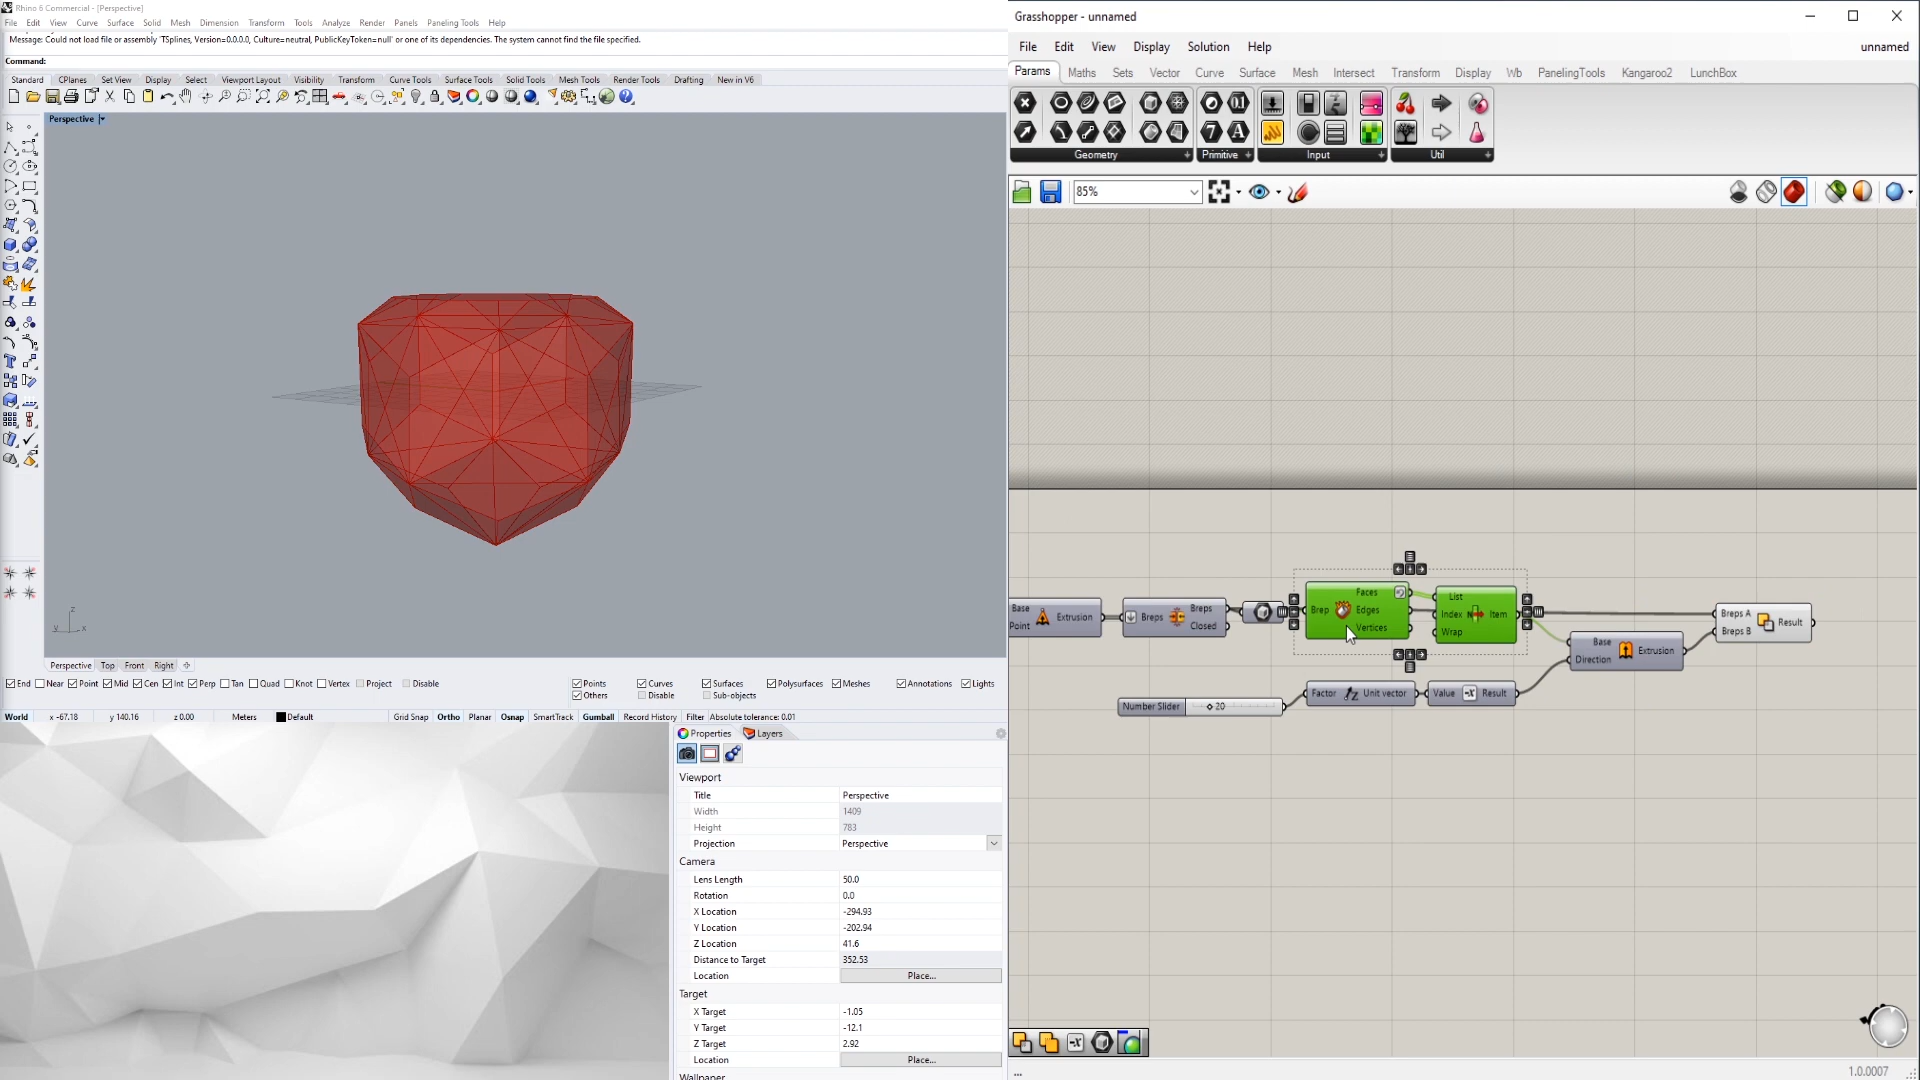 Rhino 6 Commercial - [Perspective]
File Edit View Curve Surface Solid Mesh Dimension Transform Tools Analyze Render Panels Paneling Tools Help
Message: Could not load file or assembly 'TSplines, Version=0.0.0.0, Culture=neutral, PublicKeyToken=null' or one of its dependencies. The system cannot find the file specified.
Command:
Standard CPlanes Set View Display Select Viewport Layout Visibility Transform Curve Tools Surface Tools Solid Tools Mesh Tools Render Tools Drafting New in V6
Perspective
z
y x
Perspective Top Front Right
End Near Point Mid Cen Int Perp Tan Quad Knot Vertex Project Disable
Points Curves Surfaces Polysurfaces Meshes Annotations Lights
Others Disable Sub-objects
World x -67.18 y 140.16 z 0.00 Meters Default Grid Snap Ortho Planar Osnap SmartTrack Gumball Record History Filter Absolute tolerance: 0.01
Properties Layers
Viewport
Title Perspective
Width 1409
Height 783
Projection Perspective
Camera
Lens Length 50.0
Rotation 0.0
X Location -294.93
Y Location -202.94
Z Location 41.6
Distance to Target 352.53
Location Place...
Target
X Target -1.05
Y Target -12.1
Z Target 2.92
Location Place...
Wallpaper
Grasshopper - unnamed
File Edit View Display Solution Help unnamed
Params Maths Sets Vector Curve Surface Mesh Intersect Transform Display Wb PanelingTools Kangaroo2 LunchBox
Geometry Primitive Input Util
85%
Base
Point
Extrusion
Breps
Breps
Closed
Brep
Faces
Edges
Vertices
List
Index
Wrap
Item
Base
Direction
Extrusion
Breps A
Breps B
Result
Number Slider 20
Factor Unit vector
Value Result
... 1.0.0007